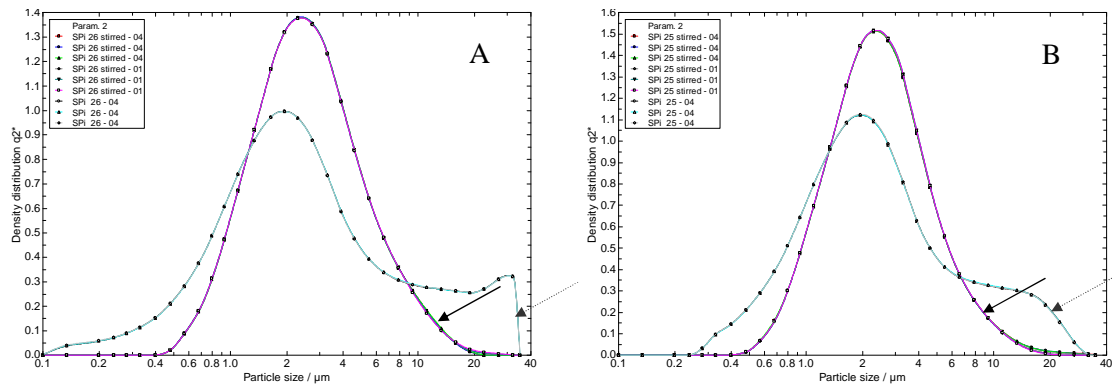 Param. 2
SPi 26 stirred - 04
SPi 26 stirred - 04
SPi 26 stirred - 04
SPi 26 stirred - 01
SPi 26 stirred - 01
SPi 26 stirred - 01
SPi 26 - 04
SPi 26 - 04
SPi 26 - 04
A
Density distribution q2*
1.4
1.3
1.2
1.1
1.0
0.9
0.8
0.7
0.6
0.5
0.4
0.3
0.2
0.1
0.0
0.1 0.2 0.4 0.6 0.8 1.0 2 4 6 8 10 20 40
Particle size / µm
Param. 2
SPi 25 stirred - 04
SPi 25 stirred - 04
SPi 25 stirred - 04
SPi 25 stirred - 01
SPi 25 stirred - 01
SPi 25 stirred - 01
SPi 25 - 04
SPi 25 - 04
SPi 25 - 04
B
Density distribution q2*
1.6
1.5
1.4
1.3
1.2
1.1
1.0
0.9
0.8
0.7
0.6
0.5
0.4
0.3
0.2
0.1
0.0
0.1 0.2 0.4 0.6 0.8 1.0 2 4 6 8 10 20 40
Particle size / µm